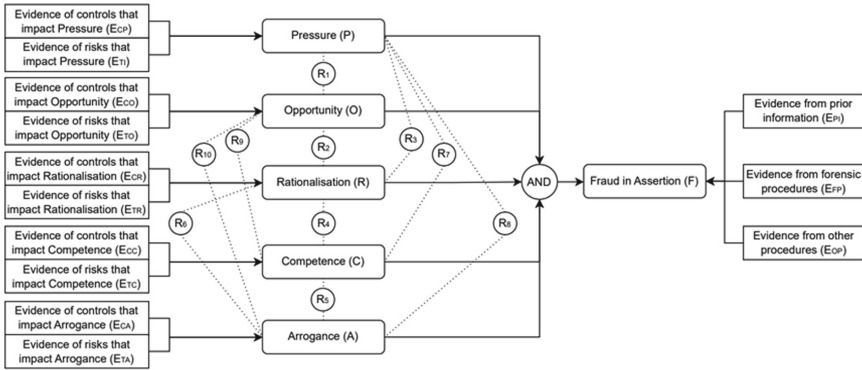 Evidence of controls that
impact Pressure (ECP)
Evidence of risks that
impact Pressure (ETI)
Evidence of controls that
impact Opportunity (ECO)
Evidence of risks that
impact Opportunity (ETO)
Evidence of controls that
impact Rationalisation (ECR)
Evidence of risks that
impact Rationalisation (ETR)
Evidence of controls that
impact Competence (ECC)
Evidence of risks that
impact Competence (ETC)
Evidence of controls that
impact Arrogance (ECA)
Evidence of risks that
impact Arrogance (ETA)
Pressure (P)
R1
Opportunity (O)
R10
R9
R2
R3
R7
Rationalisation (R)
R6
R4
R8
Competence (C)
R5
Arrogance (A)
AND
Fraud in Assertion (F)
Evidence from prior
information (EPI)
Evidence from forensic
procedures (EFP)
Evidence from other
procedures (EOP)